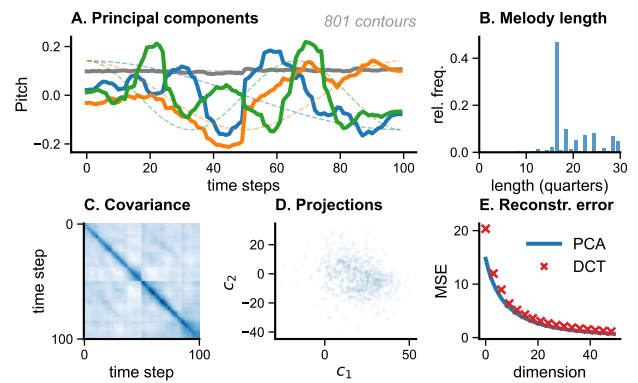 A. Principal components
801 contours
Pitch
0.2
0.0
−0.2
0
20
40
60
80
100
time steps
B. Melody length
rel. freq.
0.4
0.2
0.0
0
10
20
30
length (quarters)
C. Covariance
time step
0
100
0
100
time step
D. Projections
c2
20
0
−20
−40
0
50
c1
E. Reconstr. error
MSE
20
10
0
PCA
DCT
0
20
40
dimension